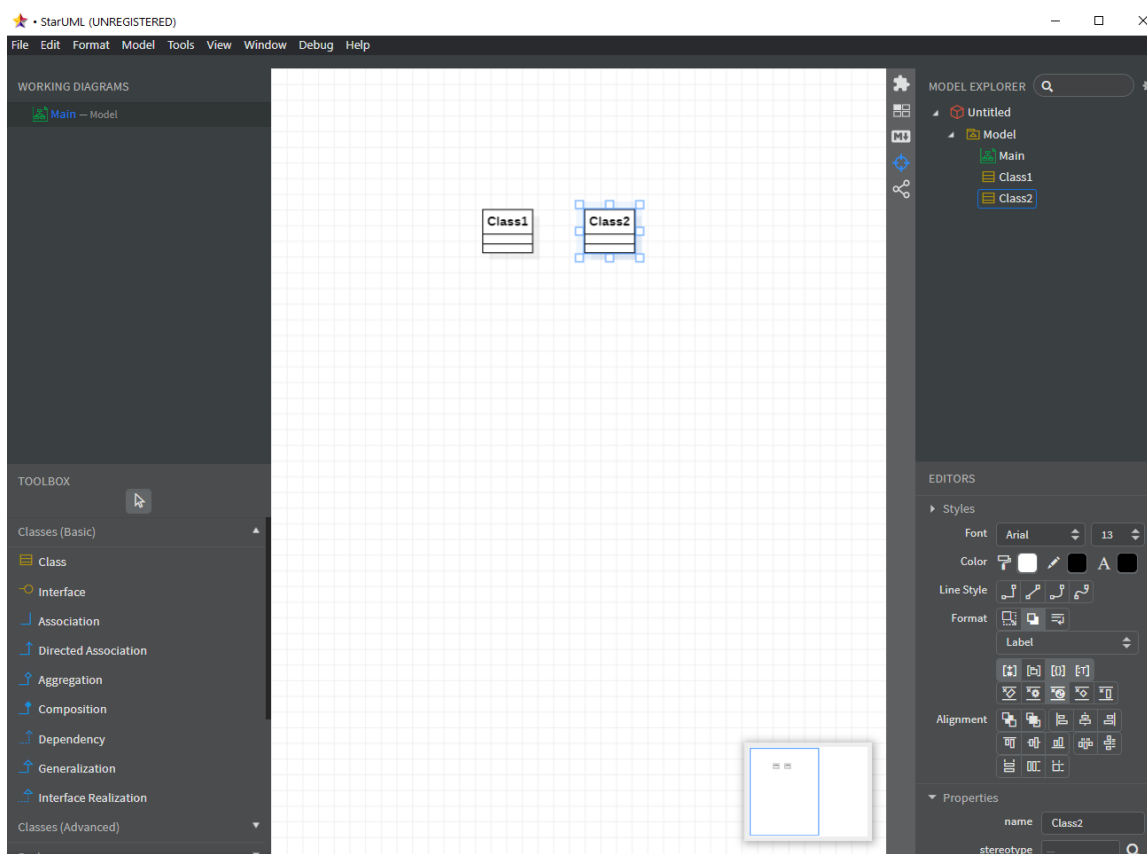 • StarUML (UNREGISTERED)
File Edit Format Model Tools View Window Debug Help
WORKING DIAGRAMS
Main — Model
TOOLBOX
Classes (Basic)
Class
Interface
Association
Directed Association
Aggregation
Composition
Dependency
Generalization
Interface Realization
Classes (Advanced)
Class1
Class2
MODEL EXPLORER
Untitled
Model
Main
Class1
Class2
EDITORS
Styles
Font Arial 13
Color A
Line Style
Format
Label
Alignment
Properties
name Class2
stereotype —